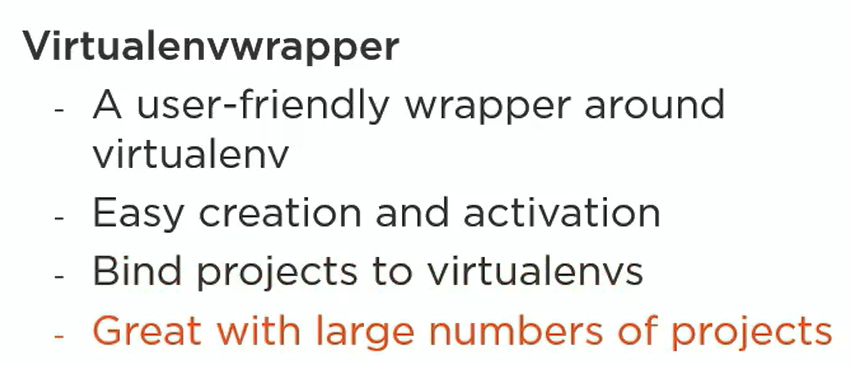 Virtualenvwrapper
- A user-friendly wrapper around
virtualenv
- Easy creation and activation
- Bind projects to virtualenvs
- Great with large numbers of projects